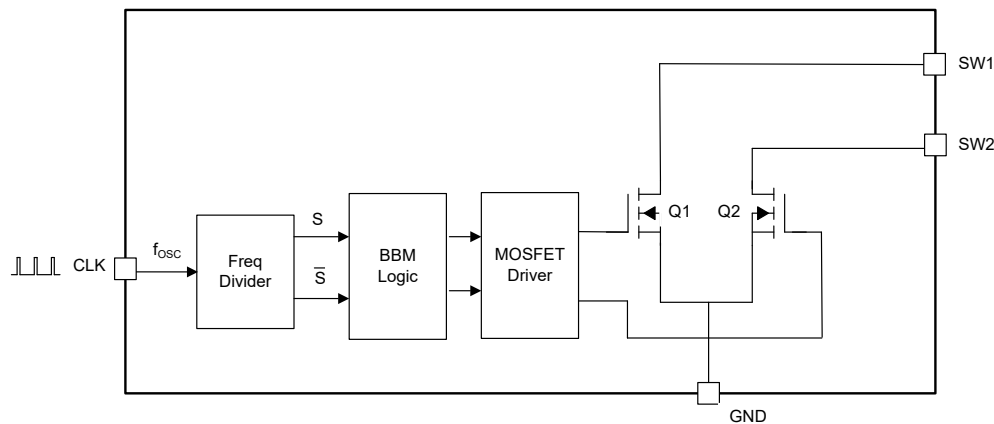 SW1
SW2
Q1
Q2
S
S̅
BBM
Logic
MOSFET
Driver
fOSC
CLK
Freq
Divider
GND